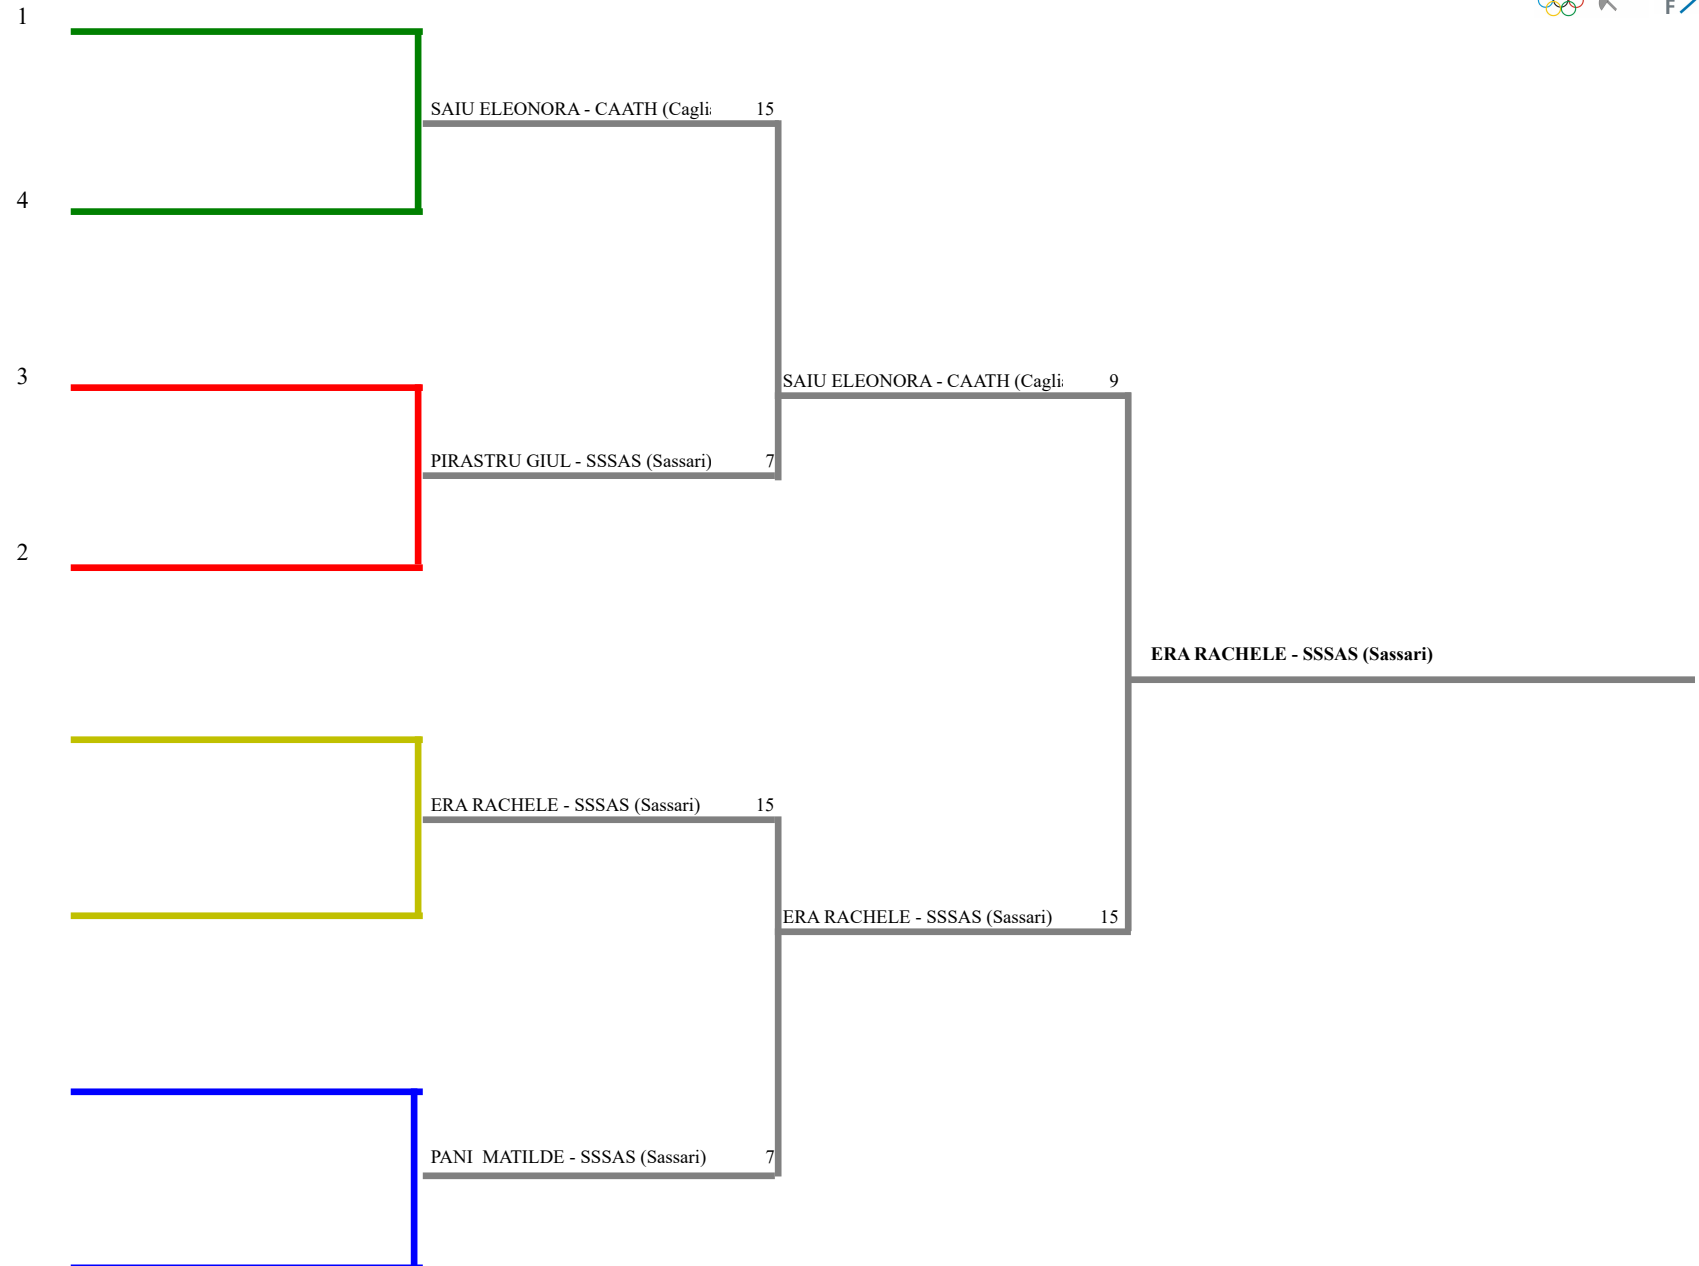 1
F
SAIU ELEONORA - CAATH (Cagli 15
4
3
SAIU ELEONORA - CAATH (Cagli 9
PIRASTRU GIUL - SSSAS (Sassari) 7
2
ERA RACHELE - SSSAS (Sassari)
ERA RACHELE - SSSAS (Sassari) 15
ERA RACHELE - SSSAS (Sassari) 15
PANI MATILDE - SSSAS (Sassari) 7